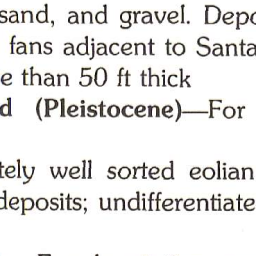 sand, and gravel. Depo
fans adjacent to Santa
e than 50 ft thick
d (Pleistocene)—For
tely well sorted eolian
deposits; undifferentiate